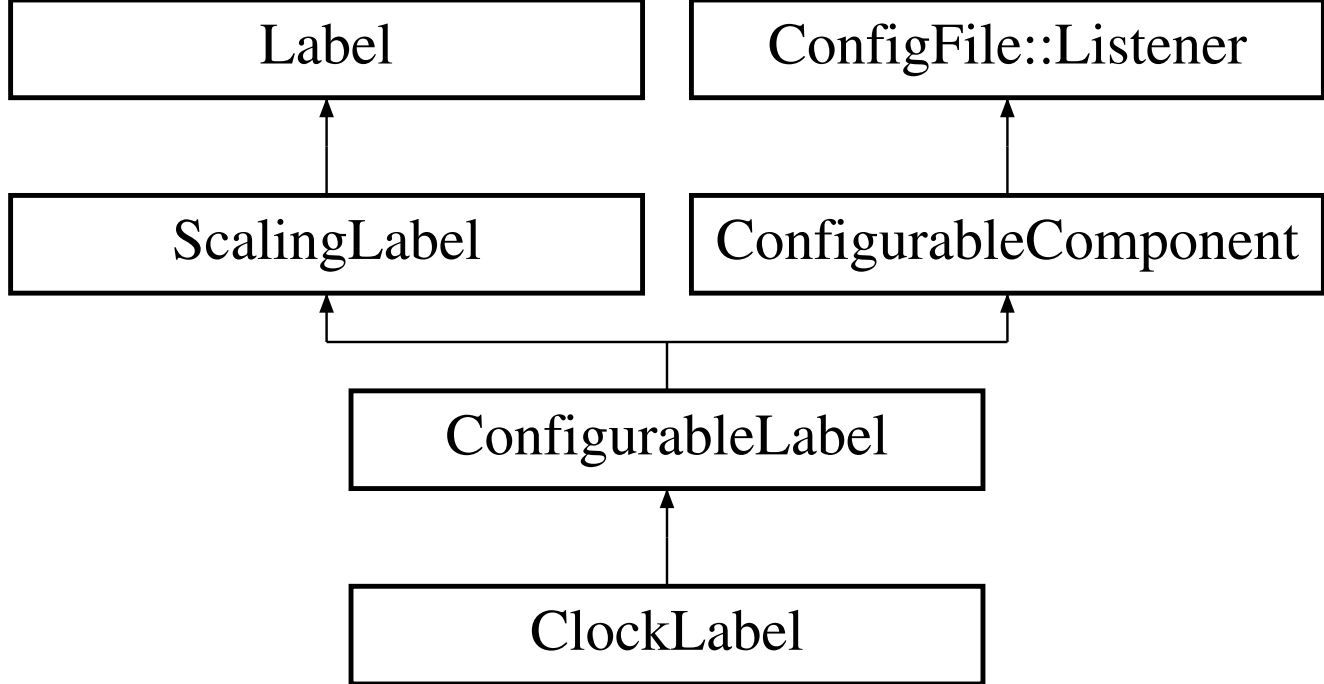 Label
ConfigFile::Listener
ScalingLabel
ConfigurableComponent
ConfigurableLabel
ClockLabel